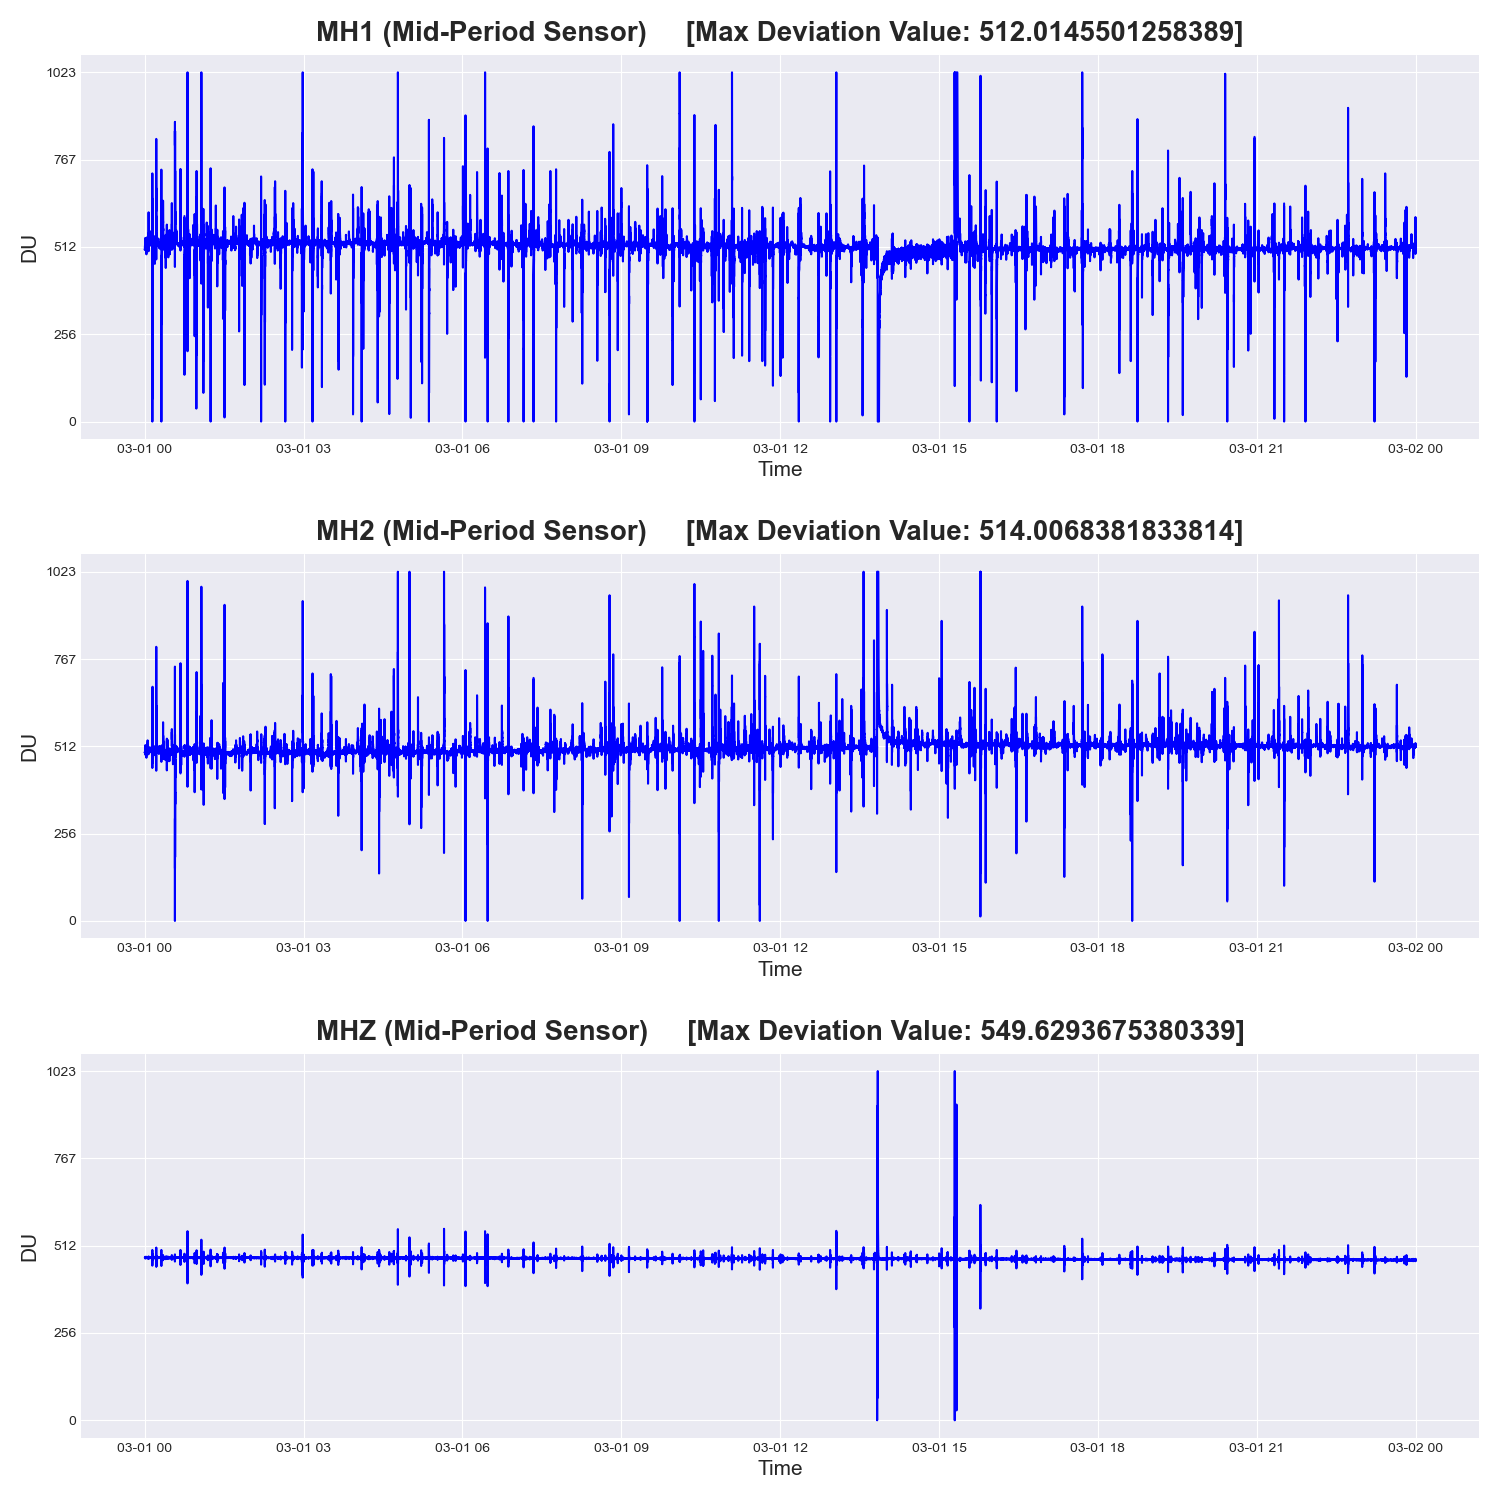 MH1 (Mid-Period Sensor) [Max Deviation Value: 512.0145501258389]
1023
767
512
256
0
DU
03-01 00 03-01 03 03-01 06 03-01 09 03-01 12 03-01 15 03-01 18 03-01 21 03-02 00
Time
MH2 (Mid-Period Sensor) [Max Deviation Value: 514.0068381833814]
1023
767
512
256
0
DU
03-01 00 03-01 03 03-01 06 03-01 09 03-01 12 03-01 15 03-01 18 03-01 21 03-02 00
Time
MHZ (Mid-Period Sensor) [Max Deviation Value: 549.6293675380339]
1023
767
512
256
0
DU
03-01 00 03-01 03 03-01 06 03-01 09 03-01 12 03-01 15 03-01 18 03-01 21 03-02 00
Time